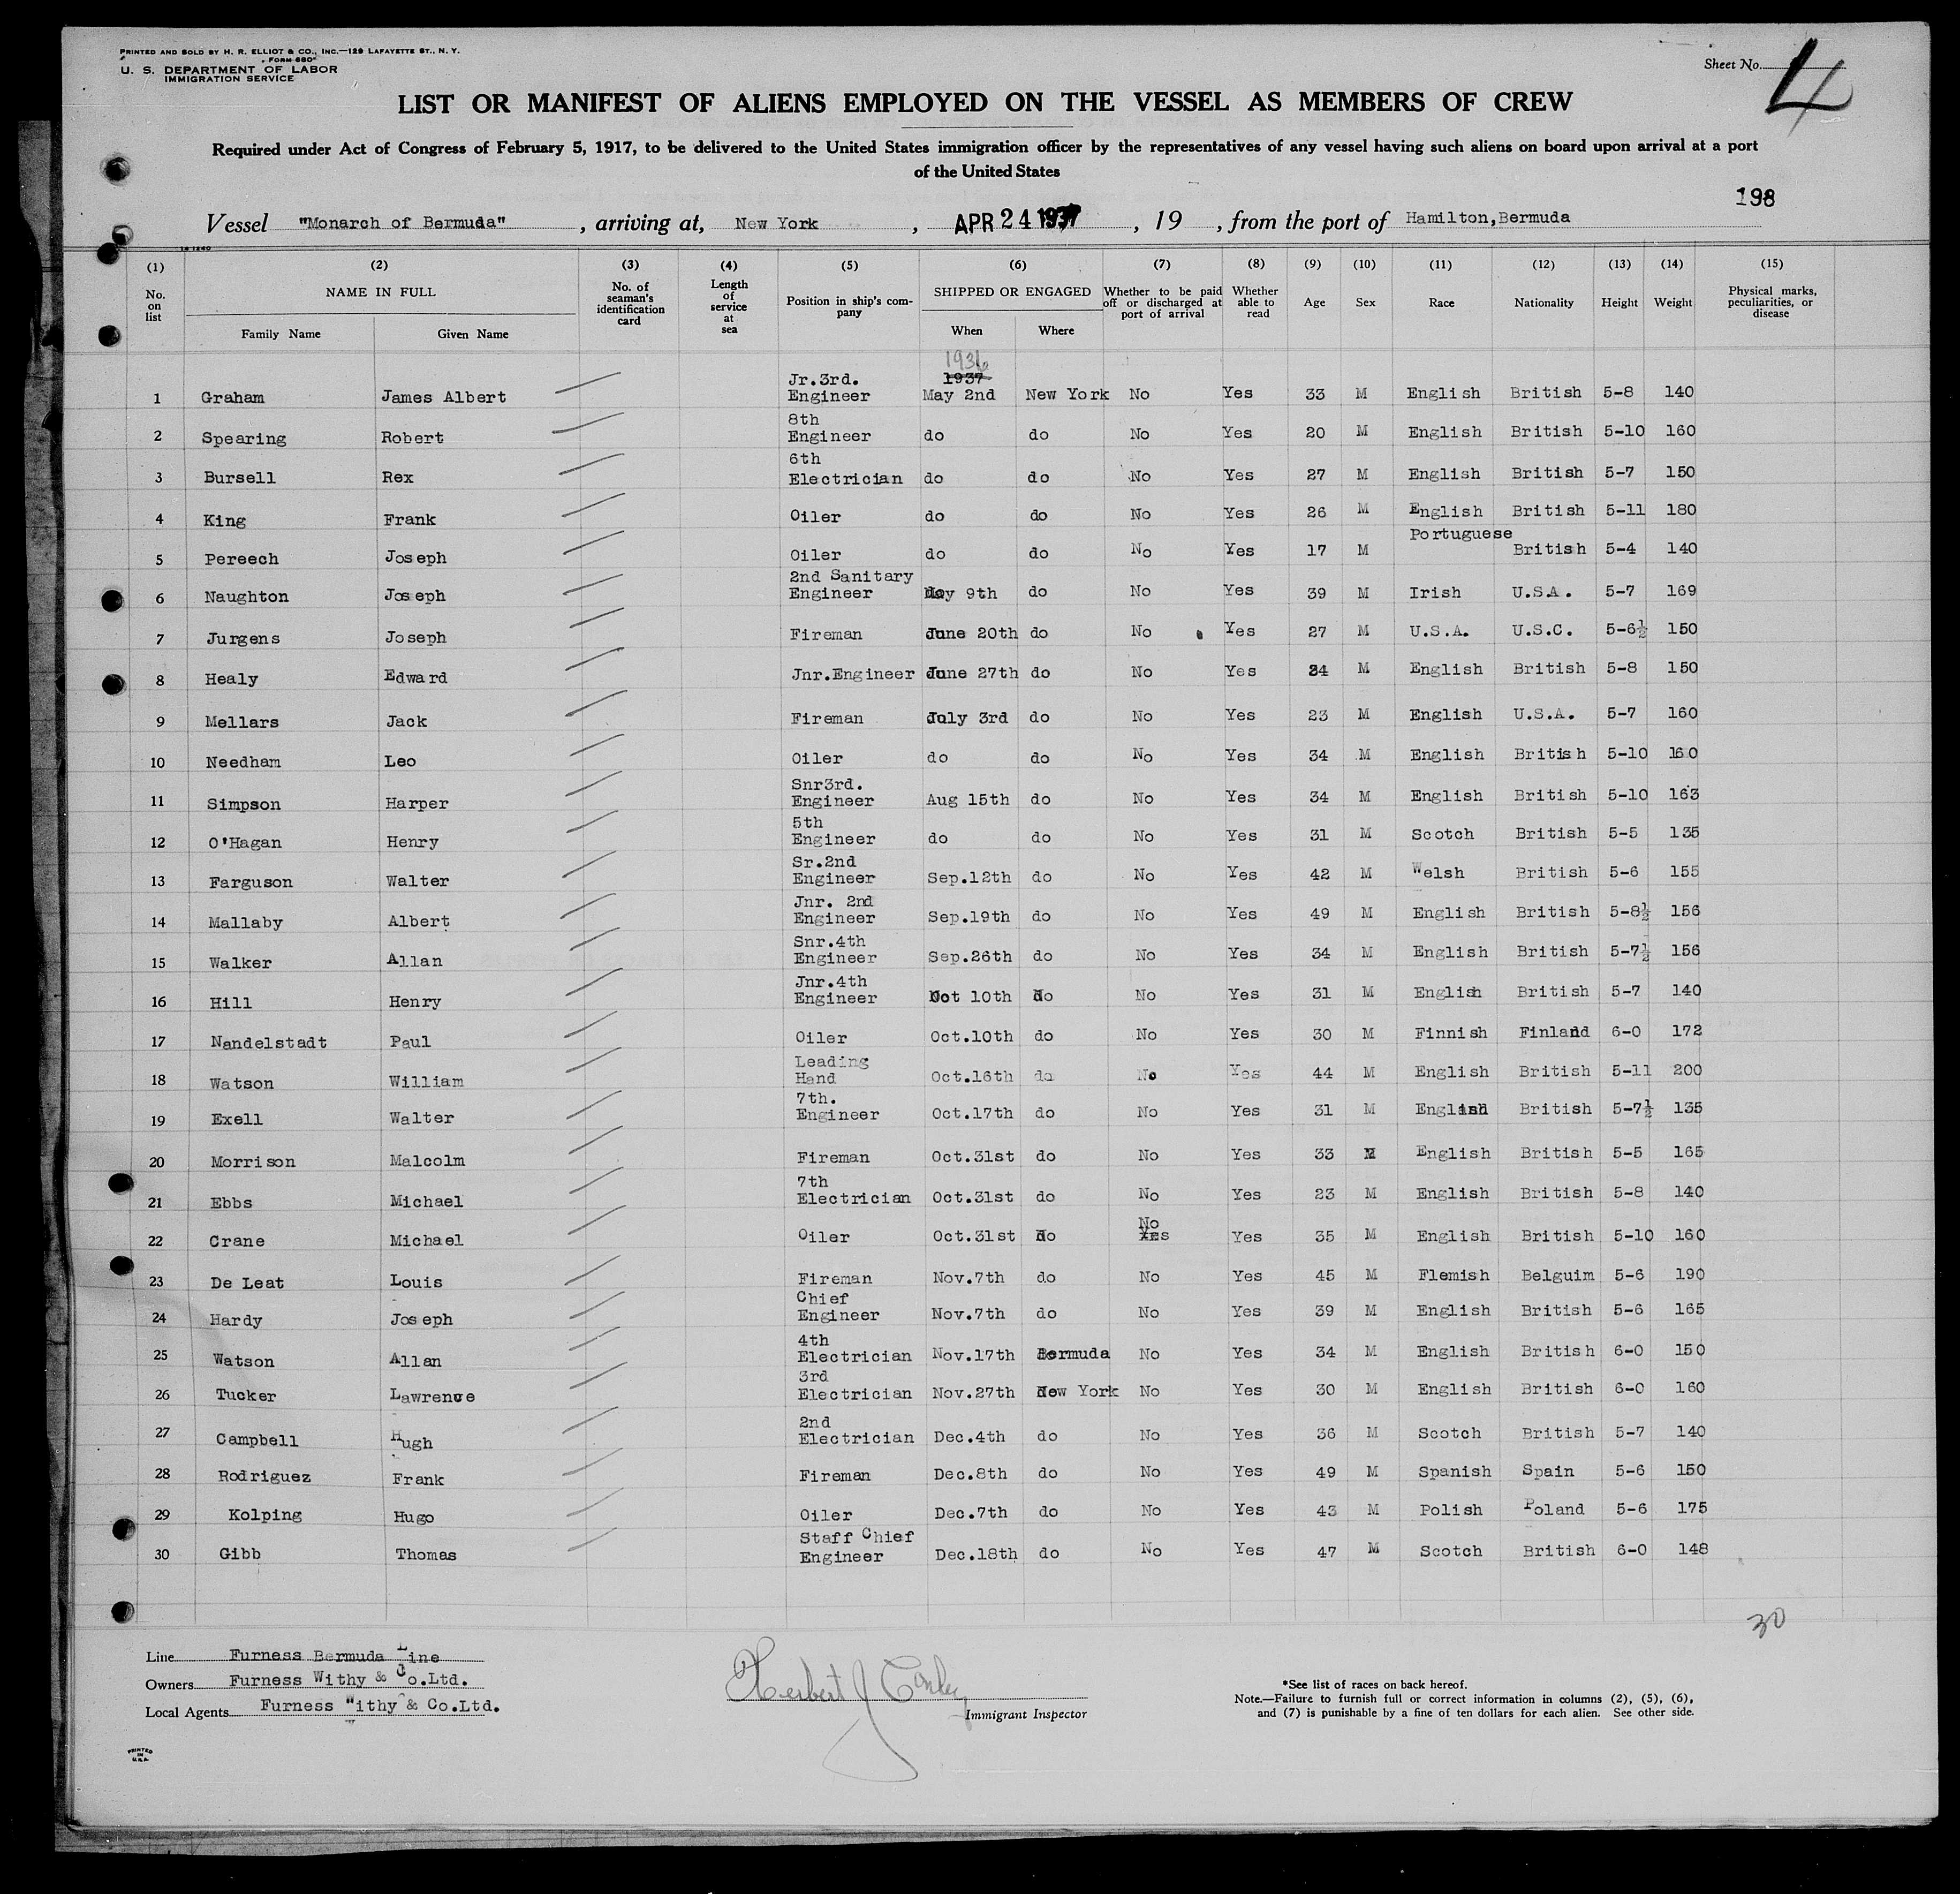 PRINTED AND SOLD BY H. R. ELLIOT & CO., INC.—129 LAFAYETTE ST., N. Y.
FORM 680
U. S. DEPARTMENT OF LABOR
IMMIGRATION SERVICE
Sheet No. 4
LIST OR MANIFEST OF ALIENS EMPLOYED ON THE VESSEL AS MEMBERS OF CREW
Required under Act of Congress of February 5, 1917, to be delivered to the United States immigration officer by the representatives of any vessel having such aliens on board upon arrival at a port
of the United States
198
Vessel "Monarch of Bermuda", arriving at, New York, APR 24 1937, 19 , from the port of Hamilton,Bermuda
14-1240
(1) (2) (3) (4) (5) (6) (7) (8) (9) (10) (11) (12) (13) (14) (15)
No. on list NAME IN FULL Family Name Given Name No. of seaman's identification card Length of service at sea Position in ship's company SHIPPED OR ENGAGED When Where Whether to be paid off or discharged at port of arrival Whether able to read Age Sex Race Nationality Height Weight Physical marks, peculiarities, or disease
1936
1937
1 Graham James Albert Jr.3rd. Engineer May 2nd New York No Yes 33 M English British 5-8 140
2 Spearing Robert 8th Engineer do do No Yes 20 M English British 5-10 160
3 Bursell Rex 6th Electrician do do No Yes 27 M English British 5-7 150
4 King Frank Oiler do do No Yes 26 M English British 5-11 180
5 Pereech Joseph Oiler do do No Yes 17 M Portuguese British 5-4 140
6 Naughton Joseph 2nd Sanitary Engineer May 9th do No Yes 39 M Irish U.S.A. 5-7 169
7 Jurgens Joseph Fireman June 20th do No Yes 27 M U.S.A. U.S.C. 5-6½ 150
8 Healy Edward Jnr.Engineer June 27th do No Yes 24 M English British 5-8 150
9 Mellars Jack Fireman July 3rd do No Yes 23 M English U.S.A. 5-7 160
10 Needham Leo Oiler do do No Yes 34 M English British 5-10 160
11 Simpson Harper Snr3rd. Engineer Aug 15th do No Yes 34 M English British 5-10 163
12 O'Hagan Henry 5th Engineer do do No Yes 31 M Scotch British 5-5 135
13 Farguson Walter Sr.2nd Engineer Sep.12th do No Yes 42 M Welsh British 5-6 155
14 Mallaby Albert Jnr. 2nd Engineer Sep.19th do No Yes 49 M English British 5-8½ 156
15 Walker Allan Snr.4th Engineer Sep.26th do No Yes 34 M English British 5-7½ 156
16 Hill Henry Jnr.4th Engineer Oct 10th do No Yes 31 M English British 5-7 140
17 Nandelstadt Paul Oiler Oct.10th do No Yes 30 M Finnish Finland 6-0 172
18 Watson William Leading Hand Oct.16th do No Yes 44 M English British 5-11 200
19 Exell Walter 7th. Engineer Oct.17th do No Yes 31 M English British 5-7½ 135
20 Morrison Malcolm Fireman Oct.31st do No Yes 33 M English British 5-5 165
21 Ebbs Michael 7th Electrician Oct.31st do No Yes 23 M English British 5-8 140
22 Crane Michael Oiler Oct.31st do No Yes Yes 35 M English British 5-10 160
23 De Leat Louis Fireman Nov.7th do No Yes 45 M Flemish Belguim 5-6 190
24 Hardy Joseph Chief Engineer Nov.7th do No Yes 39 M English British 5-6 165
25 Watson Allan 4th Electrician Nov.17th Bermuda No Yes 34 M English British 6-0 150
26 Tucker Lawrence 3rd Electrician Nov.27th New York No Yes 30 M English British 6-0 160
27 Campbell Hugh 2nd Electrician Dec.4th do No Yes 36 M Scotch British 5-7 140
28 Rodriguez Frank Fireman Dec.8th do No Yes 49 M Spanish Spain 5-6 150
29 Kolping Hugo Oiler Dec.7th do No Yes 43 M Polish Poland 5-6 175
30 Gibb Thomas Staff Chief Engineer Dec.18th do No Yes 47 M Scotch British 6-0 148
30
Line Furness Bermuda Line
Owners Furness Withy & Co.Ltd.
Local Agents Furness Withy & Co.Ltd.
Herbert J
Immigrant Inspector
*See list of races on back hereof.
Note.—Failure to furnish full or correct information in columns (2), (5), (6),
and (7) is punishable by a fine of ten dollars for each alien. See other side.
PRINTED
IN
U.S.A.